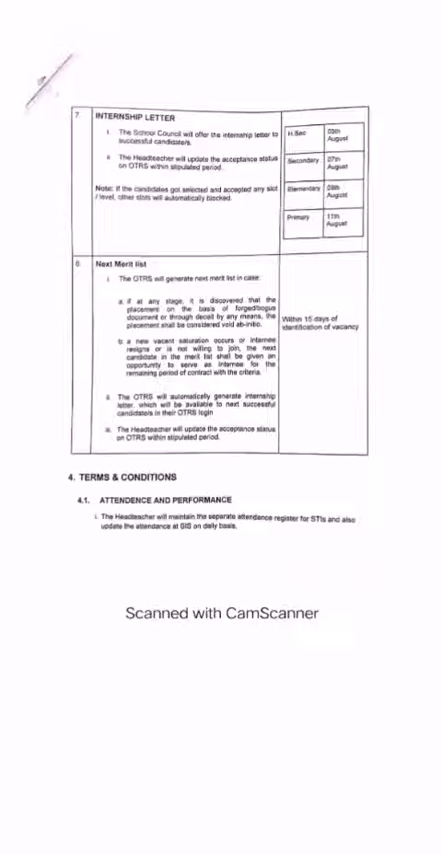 7. INTERNSHIP LETTER
i. The School Council will offer the internship letter to
successful candidate/s.
ii. The Headteacher will update the acceptance status
on OTRS within stipulated period.
Note: If the candidates got selected and accepted any slot
/ level, other slots will automatically blocked.
H.Sec 05th
August
Secondary 07th
August
Elementary 09th
August
Primary 11th
August
8. Next Merit list
i. The OTRS will generate next merit list in case:
a. if at any stage, it is discovered that the
placement on the basis of forged/bogus
document or through deceit by any means, the
placement shall be considered void ab-initio.
b. a new vacant situation occurs or internee
resigns or is not willing to join, the next
candidate in the merit list shall be given an
opportunity to serve as internee for the
remaining period of contract with the criteria.
ii. The OTRS will automatically generate internship
letter, which will be available to next successful
candidate/s in their OTRS login
iii. The Headteacher will update the acceptance status
on OTRS within stipulated period.
Within 15 days of
identification of vacancy
4. TERMS & CONDITIONS
4.1. ATTENDENCE AND PERFORMANCE
i. The Headteacher will maintain the separate attendance register for STIs and also
update the attendance at SIS on daily basis.
Scanned with CamScanner